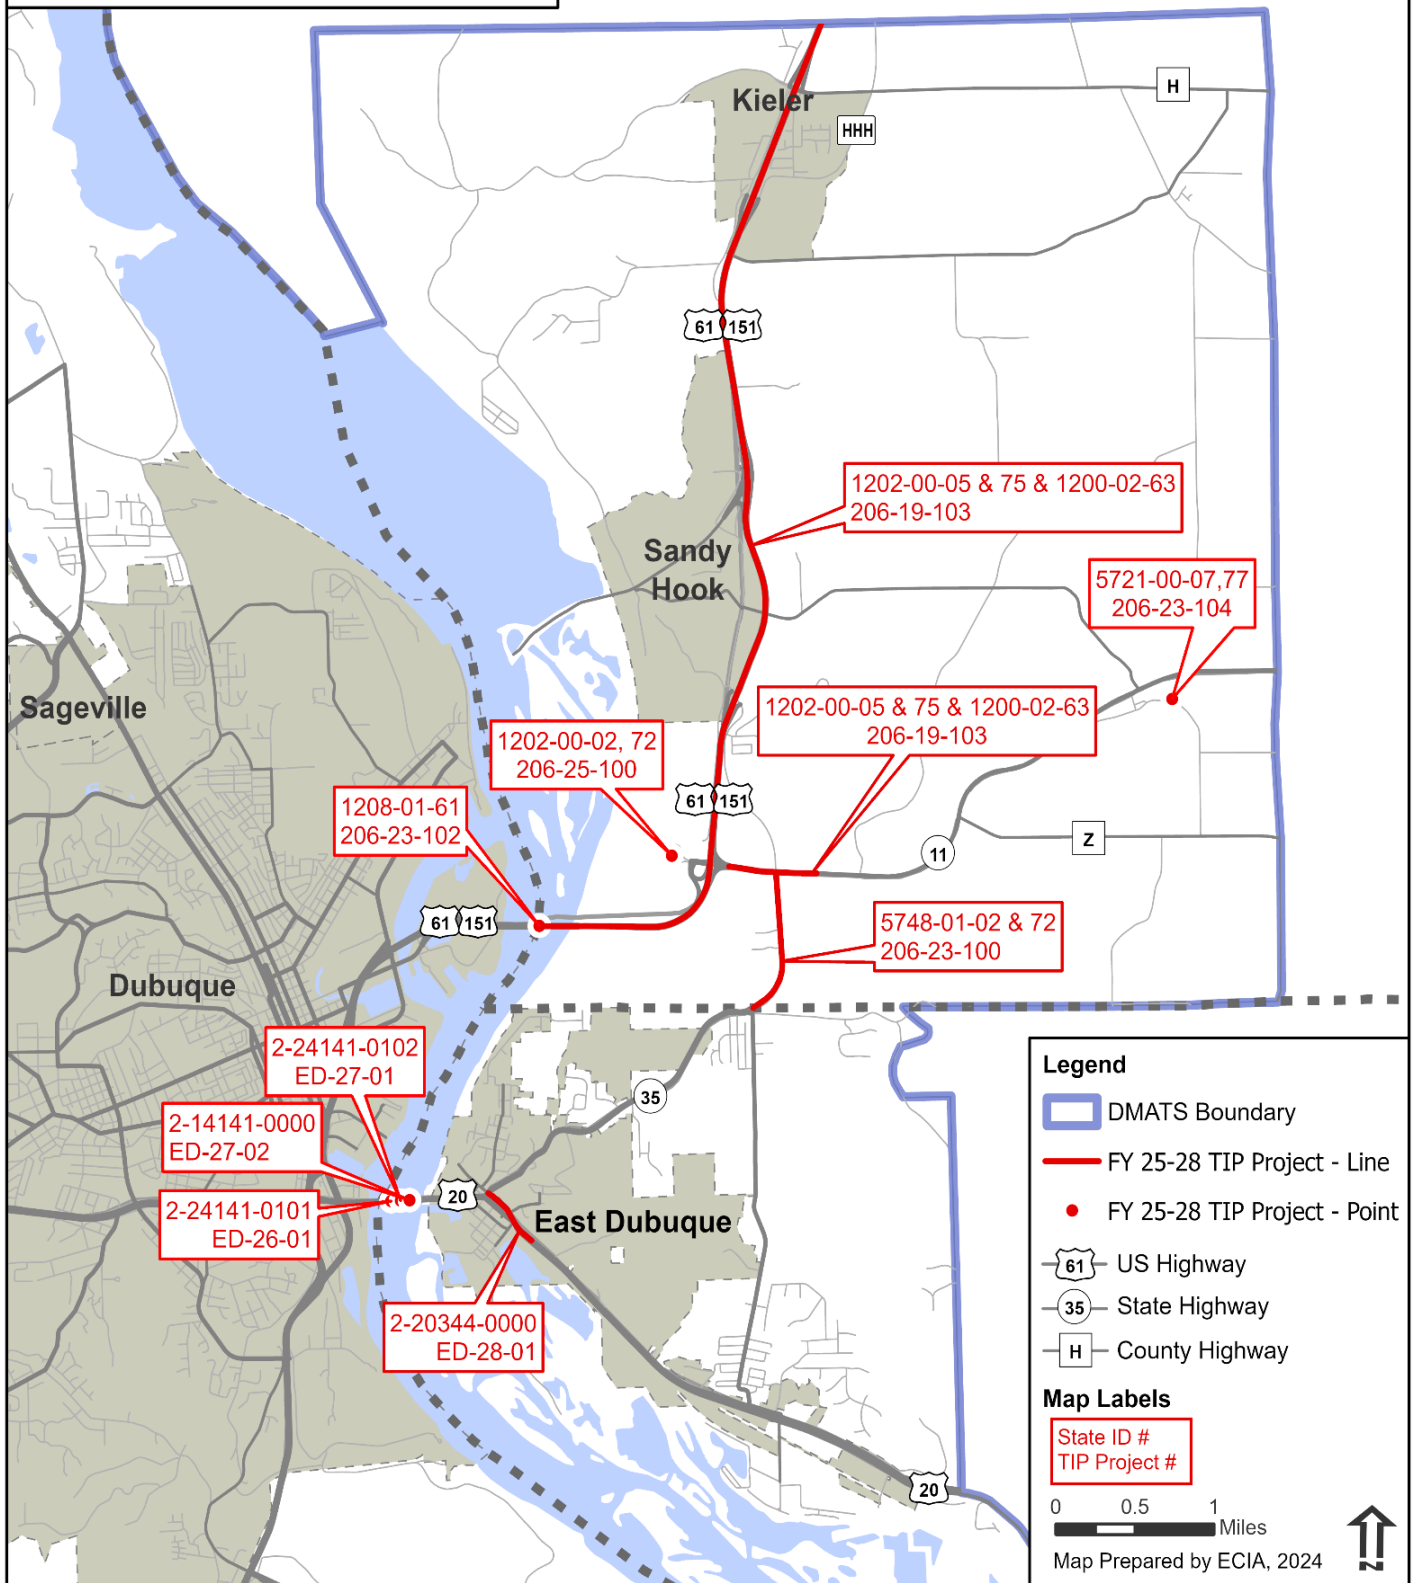 Kieler
H
HHH
61 151
1202-00-05 & 75 & 1200-02-63
206-19-103
Sandy
Hook
5721-00-07,77
206-23-104
Sageville
1202-00-05 & 75 & 1200-02-63
206-19-103
1202-00-02, 72
206-25-100
61 151
1208-01-61
206-23-102
Z
11
61 151
5748-01-02 & 72
206-23-100
Dubuque
2-24141-0102
ED-27-01
35
2-14141-0000
ED-27-02
20
2-24141-0101
ED-26-01
East Dubuque
2-20344-0000
ED-28-01
20
Legend
DMATS Boundary
FY 25-28 TIP Project - Line
FY 25-28 TIP Project - Point
61 US Highway
35 State Highway
H County Highway
Map Labels
State ID #
TIP Project #
0 0.5 1
Miles
Map Prepared by ECIA, 2024
N